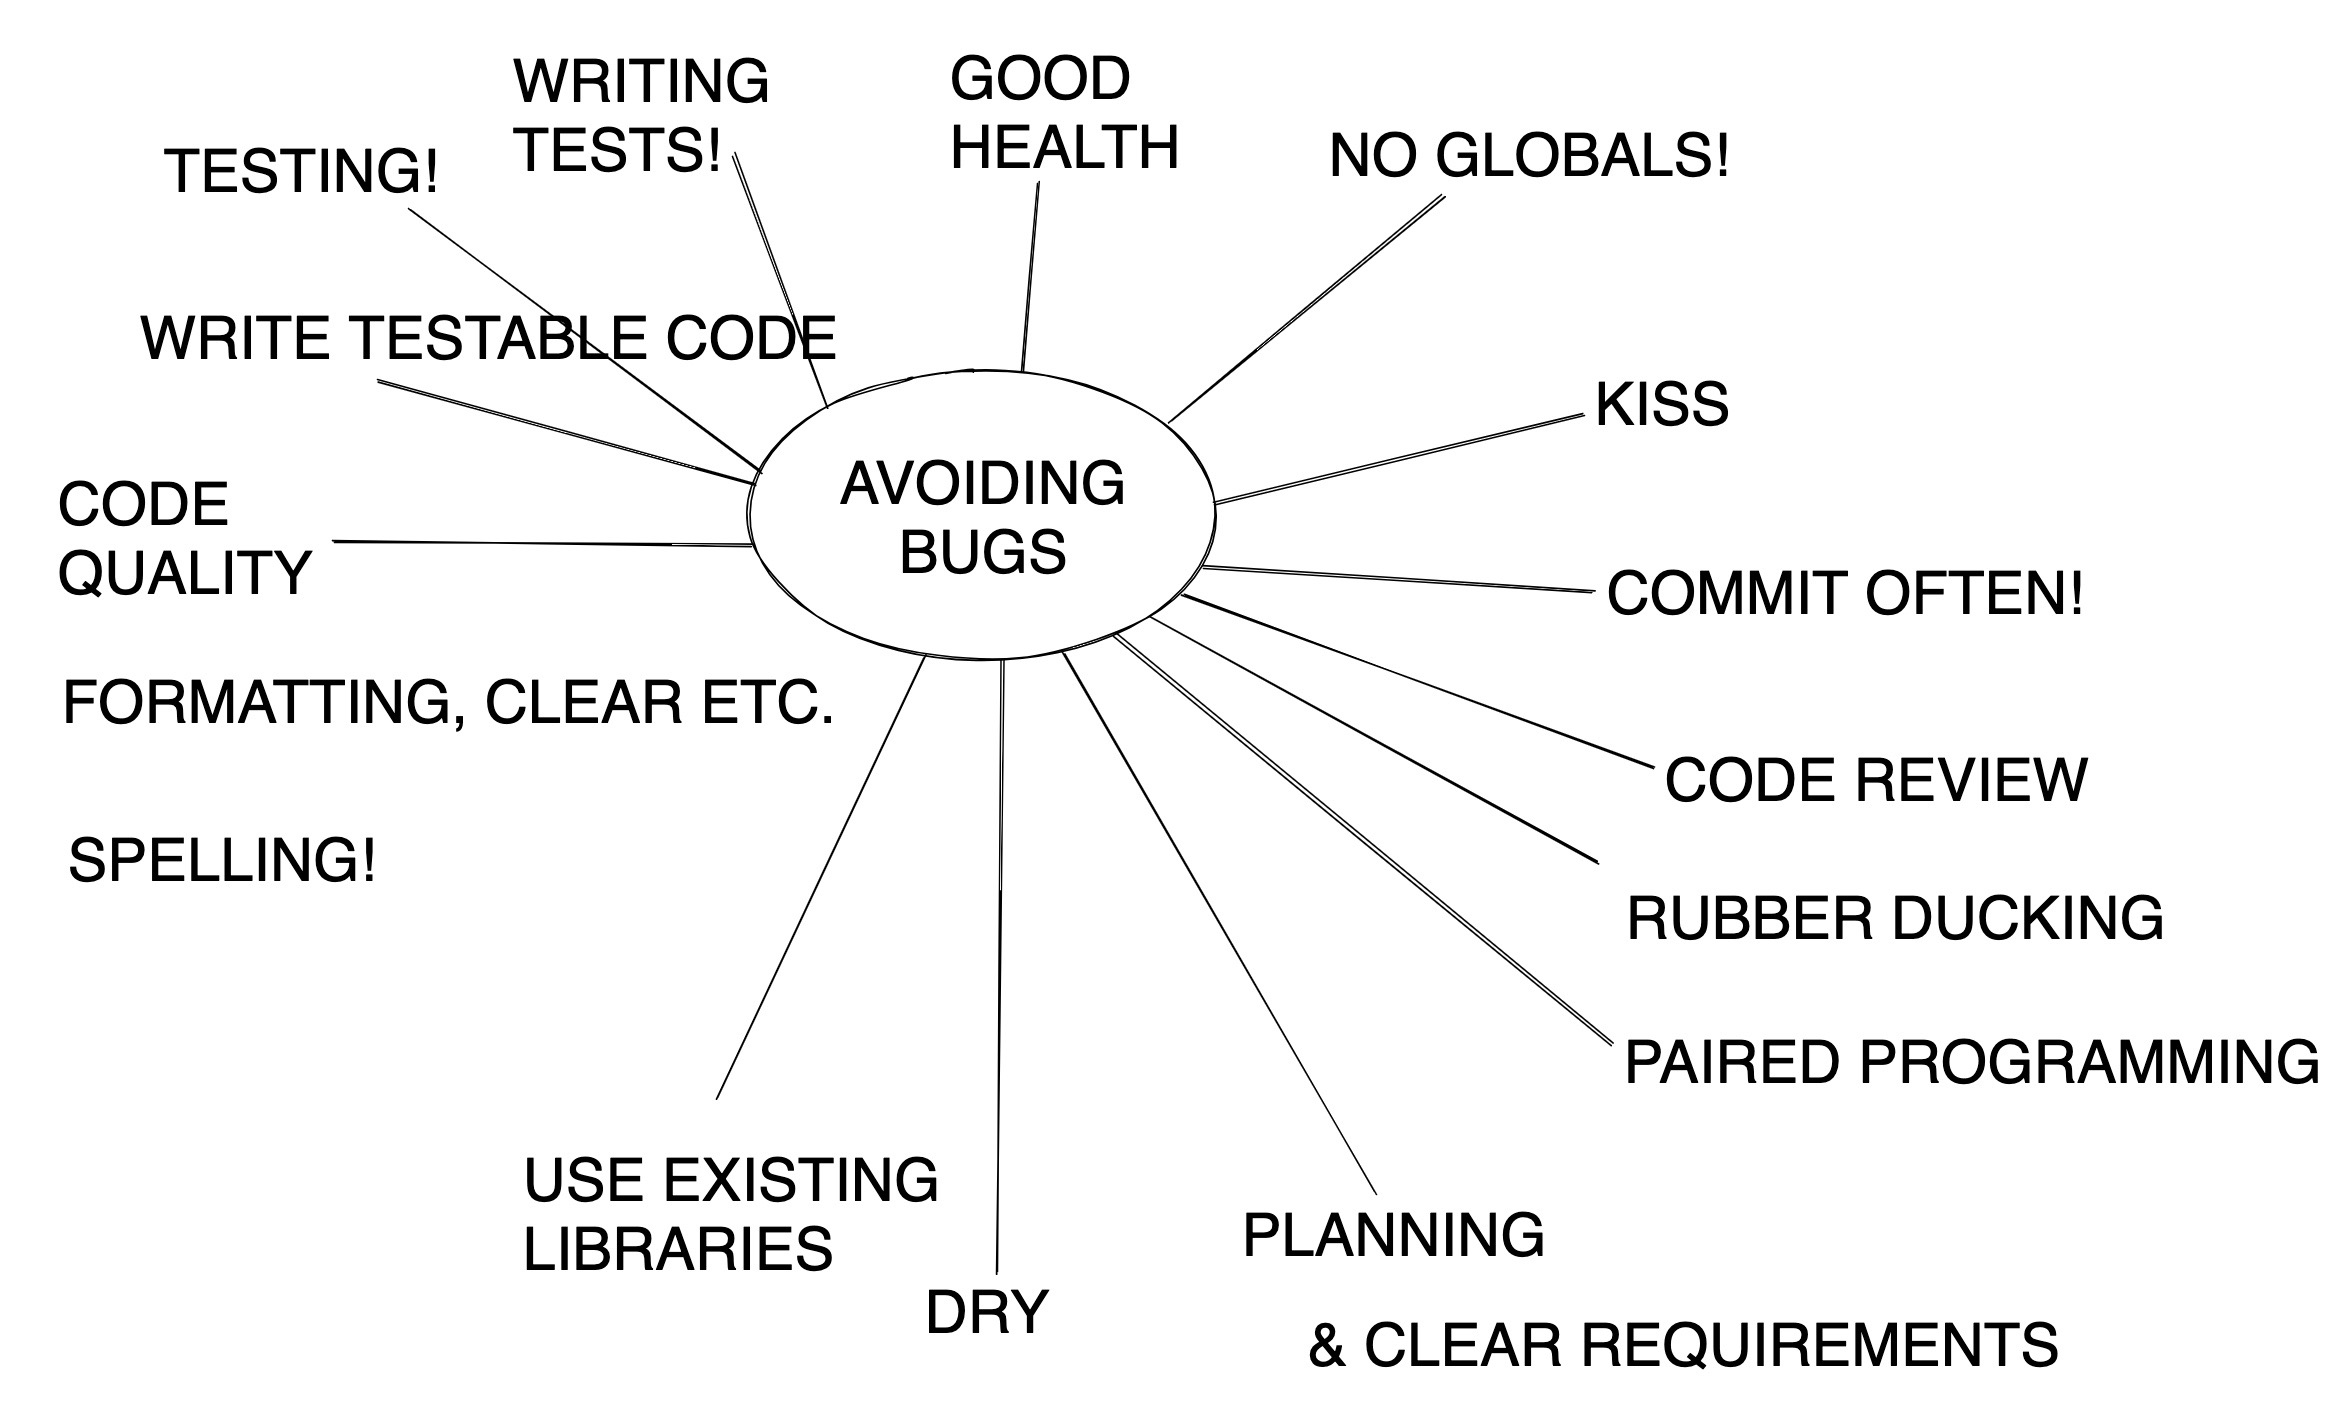 WRITING
TESTS!
GOOD
HEALTH
NO GLOBALS!
TESTING!
WRITE TESTABLE CODE
KISS
AVOIDING
BUGS
CODE
QUALITY
COMMIT OFTEN!
FORMATTING, CLEAR ETC.
CODE REVIEW
SPELLING!
RUBBER DUCKING
PAIRED PROGRAMMING
USE EXISTING
LIBRARIES
PLANNING
DRY
& CLEAR REQUIREMENTS